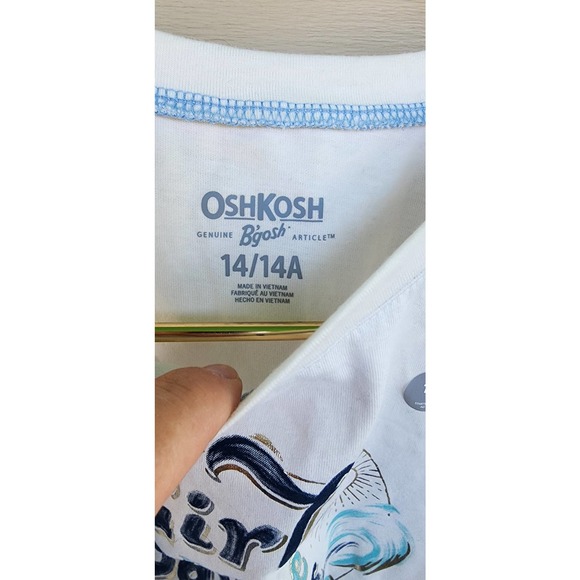 OSHKOSH
GENUINE B'gosh ARTICLE™
14/14A
MADE IN VIETNAM
FABRIQUÉ AU VIETNAM
HECHO EN VIETNAM